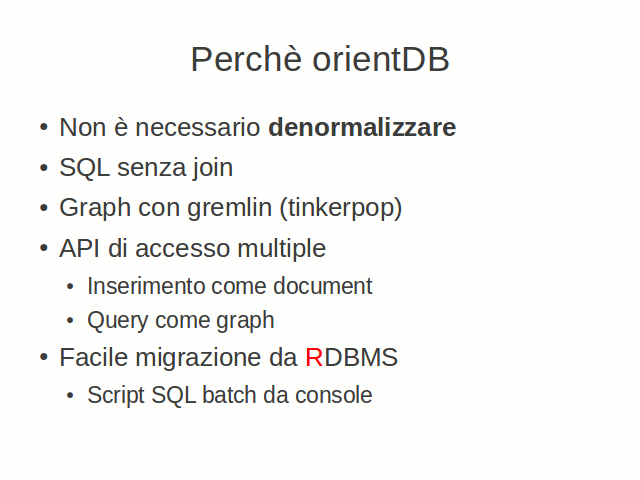 Perchè orientDB
• Non è necessario denormalizzare
• SQL senza join
• Graph con gremlin (tinkerpop)
• API di accesso multiple
• Inserimento come document
• Query come graph
• Facile migrazione da RDBMS
• Script SQL batch da console